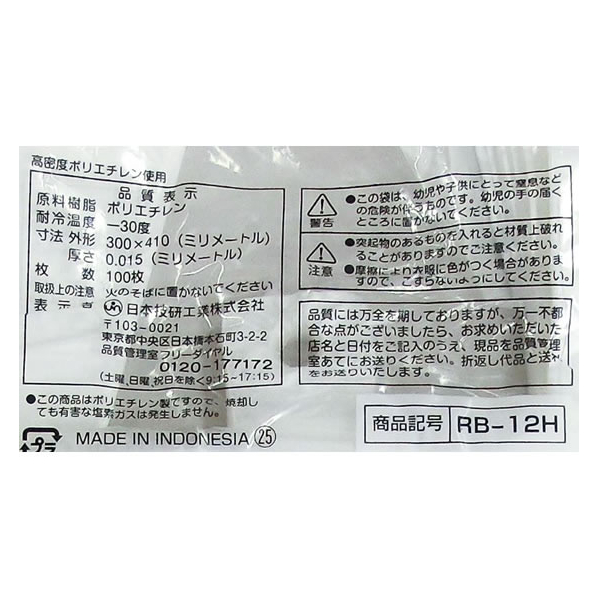 高密度ポリエチレン使用
品質表示
原料樹脂 ポリエチレン
耐冷温度 −30度
寸法 外形 300×410（ミリメートル）
厚さ 0.015（ミリメートル）
枚数 100枚
取扱上の注意 火のそばに置かないでください
表示者 日本技研工業株式会社
〒103-0021
東京都中央区日本橋本石町3-2-2
品質管理室フリーダイヤル
0120-177172
（土曜、日曜、祝日を除く9:15~17:15）
●この商品はポリエチレン製ですので、焼却し
ても有害な塩素ガスは発生しません。
プラ MADE IN INDONESIA ㉕
警告
●この袋は、幼児や子供にとって窒息など
の危険が伴うものです。幼児の手の届く
ところに置かないでください。
注意
●突起物のあるものを入れると材質上破れ
る場合がありますのでご注意ください。
●摩擦により衣服に色がつく場合がありま
すので、こすらないようにしてください。
品質には万全を期しておりますが、万一不都
合な点がございましたら、お求めいただいた
店名と日付をご記入のうえ、現品を品質管理
室あてにお送りください。折返し代品と送料
をお送りいたします。
商品記号 RB-12H